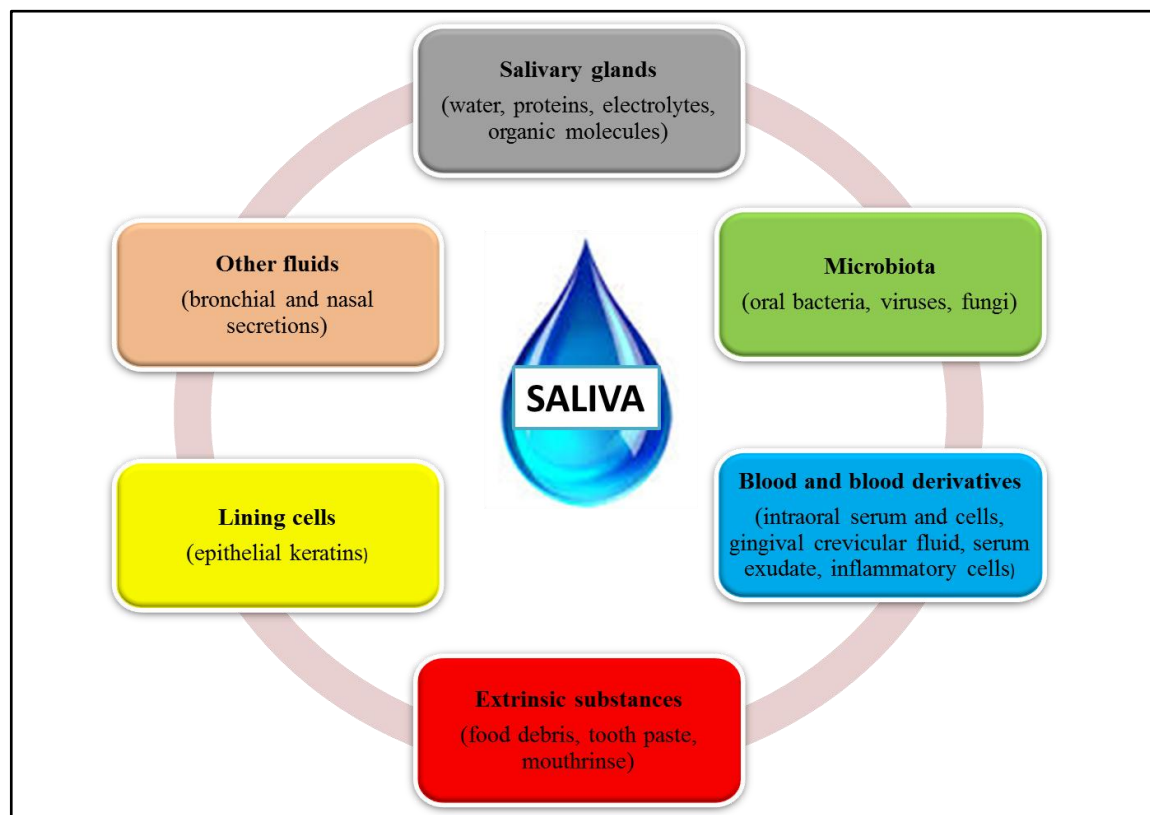 Salivary glands
(water, proteins, electrolytes,
organic molecules)
Other fluids
(bronchial and nasal
secretions)
Microbiota
(oral bacteria, viruses, fungi)
SALIVA
Lining cells
(epithelial keratins)
Blood and blood derivatives
(intraoral serum and cells,
gingival crevicular fluid, serum
exudate, inflammatory cells)
Extrinsic substances
(food debris, tooth paste,
mouthrinse)